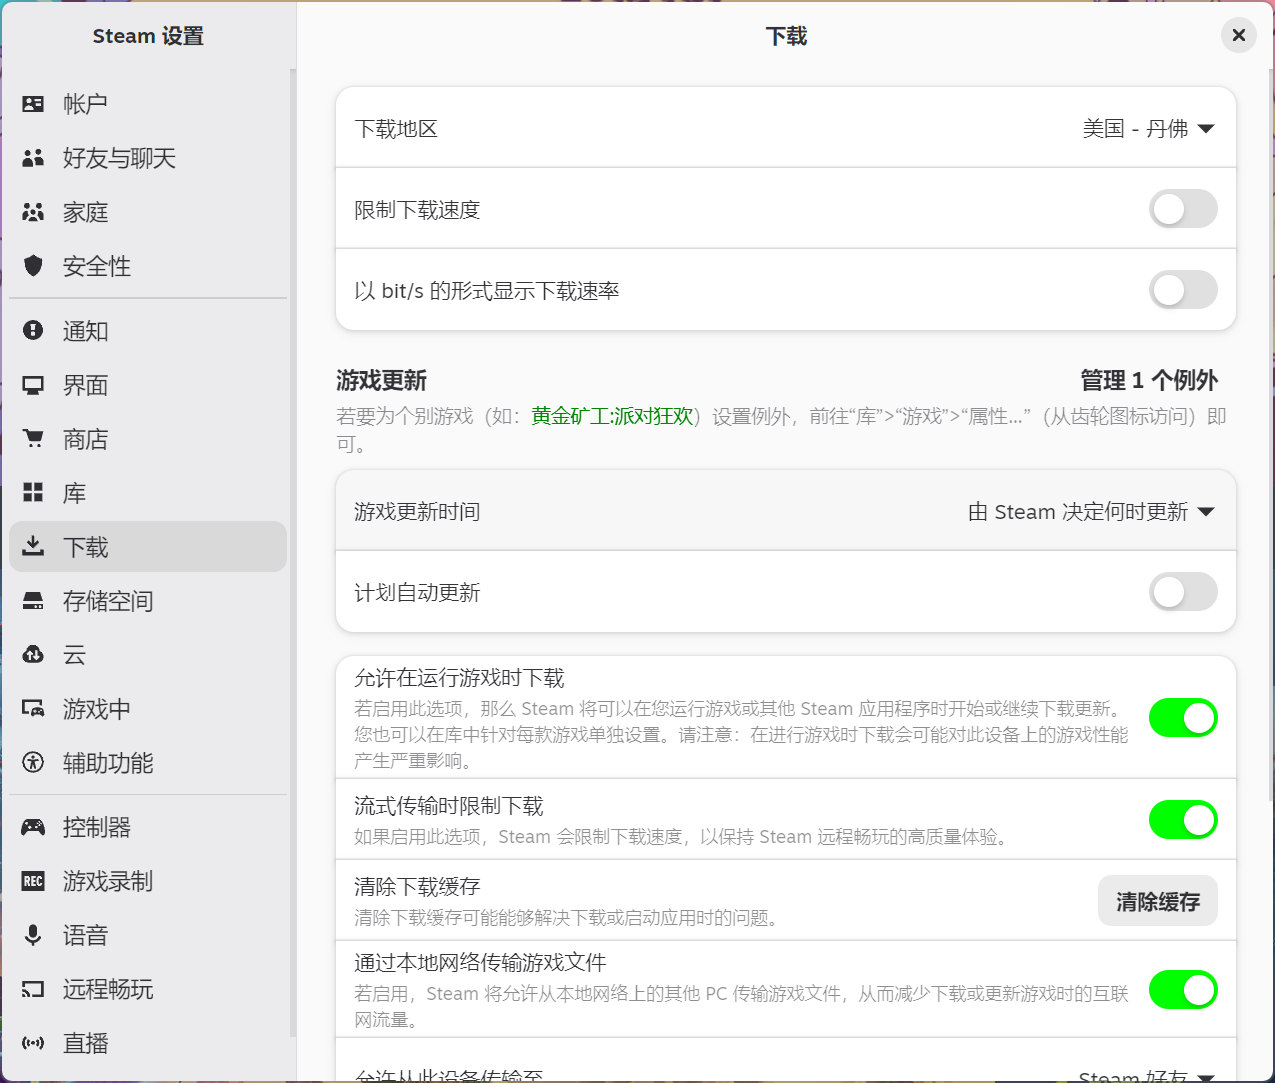 Steam 设置
帐户
好友与聊天
家庭
安全性
通知
界面
商店
库
下载
存储空间
云
游戏中
辅助功能
控制器
REC 游戏录制
语音
远程畅玩
直播
下载
下载地区 美国 - 丹佛
限制下载速度
以 bit/s 的形式显示下载速率
游戏更新 管理 1 个例外
若要为个别游戏（如：黄金矿工:派对狂欢）设置例外，前往“库”>“游戏”>“属性...”（从齿轮图标访问）即
可。
游戏更新时间 由 Steam 决定何时更新
计划自动更新
允许在运行游戏时下载
若启用此选项，那么 Steam 将可以在您运行游戏或其他 Steam 应用程序时开始或继续下载更新。
您也可以在库中针对每款游戏单独设置。请注意：在进行游戏时下载会可能对此设备上的游戏性能
产生严重影响。
流式传输时限制下载
如果启用此选项，Steam 会限制下载速度，以保持 Steam 远程畅玩的高质量体验。
清除下载缓存
清除下载缓存可能能够解决下载或启动应用时的问题。
清除缓存
通过本地网络传输游戏文件
若启用，Steam 将允许从本地网络上的其他 PC 传输游戏文件，从而减少下载或更新游戏时的互联
网流量。
允许从此设备传输至 Steam 好友